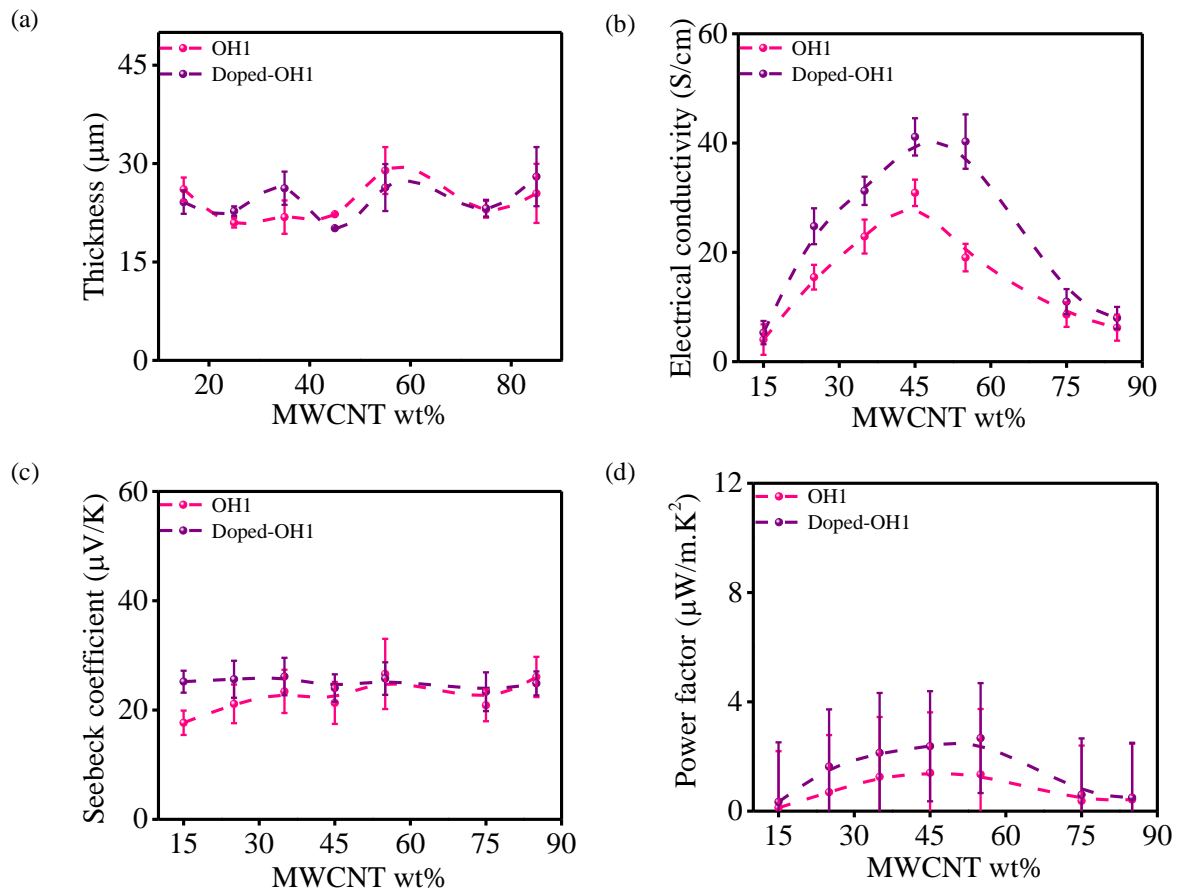 (a)
OH1
Doped-OH1
Thickness (μm)
45
30
15
0
20
40
60
80
MWCNT wt%
(b)
OH1
Doped-OH1
Electrical conductivity (S/cm)
60
40
20
0
15
30
45
60
75
90
MWCNT wt%
(c)
OH1
Doped-OH1
Seebeck coefficient (μV/K)
60
40
20
0
15
30
45
60
75
90
MWCNT wt%
(d)
OH1
Doped-OH1
Power factor (μW/m.K²)
12
8
4
0
15
30
45
60
75
90
MWCNT wt%